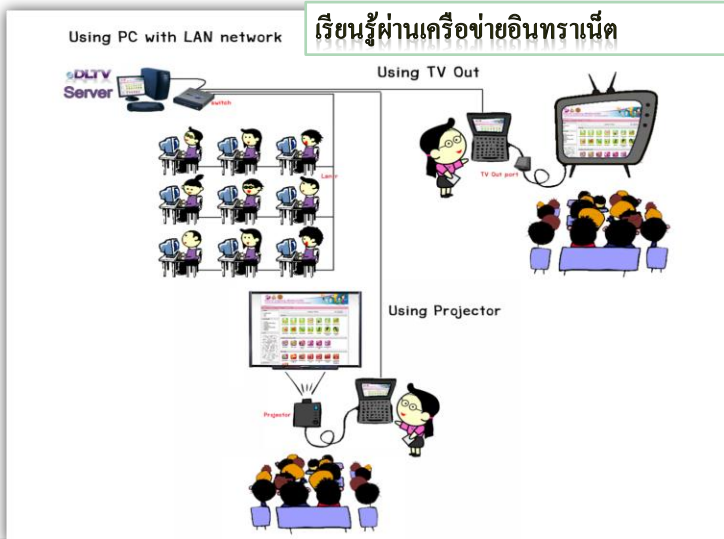 เรียนรู้ผ่านเครือข่ายอินทราเน็ต
Using PC with LAN network
Using TV Out
eDLTV
Server
switch
TV Out port
Using Projector
Projector